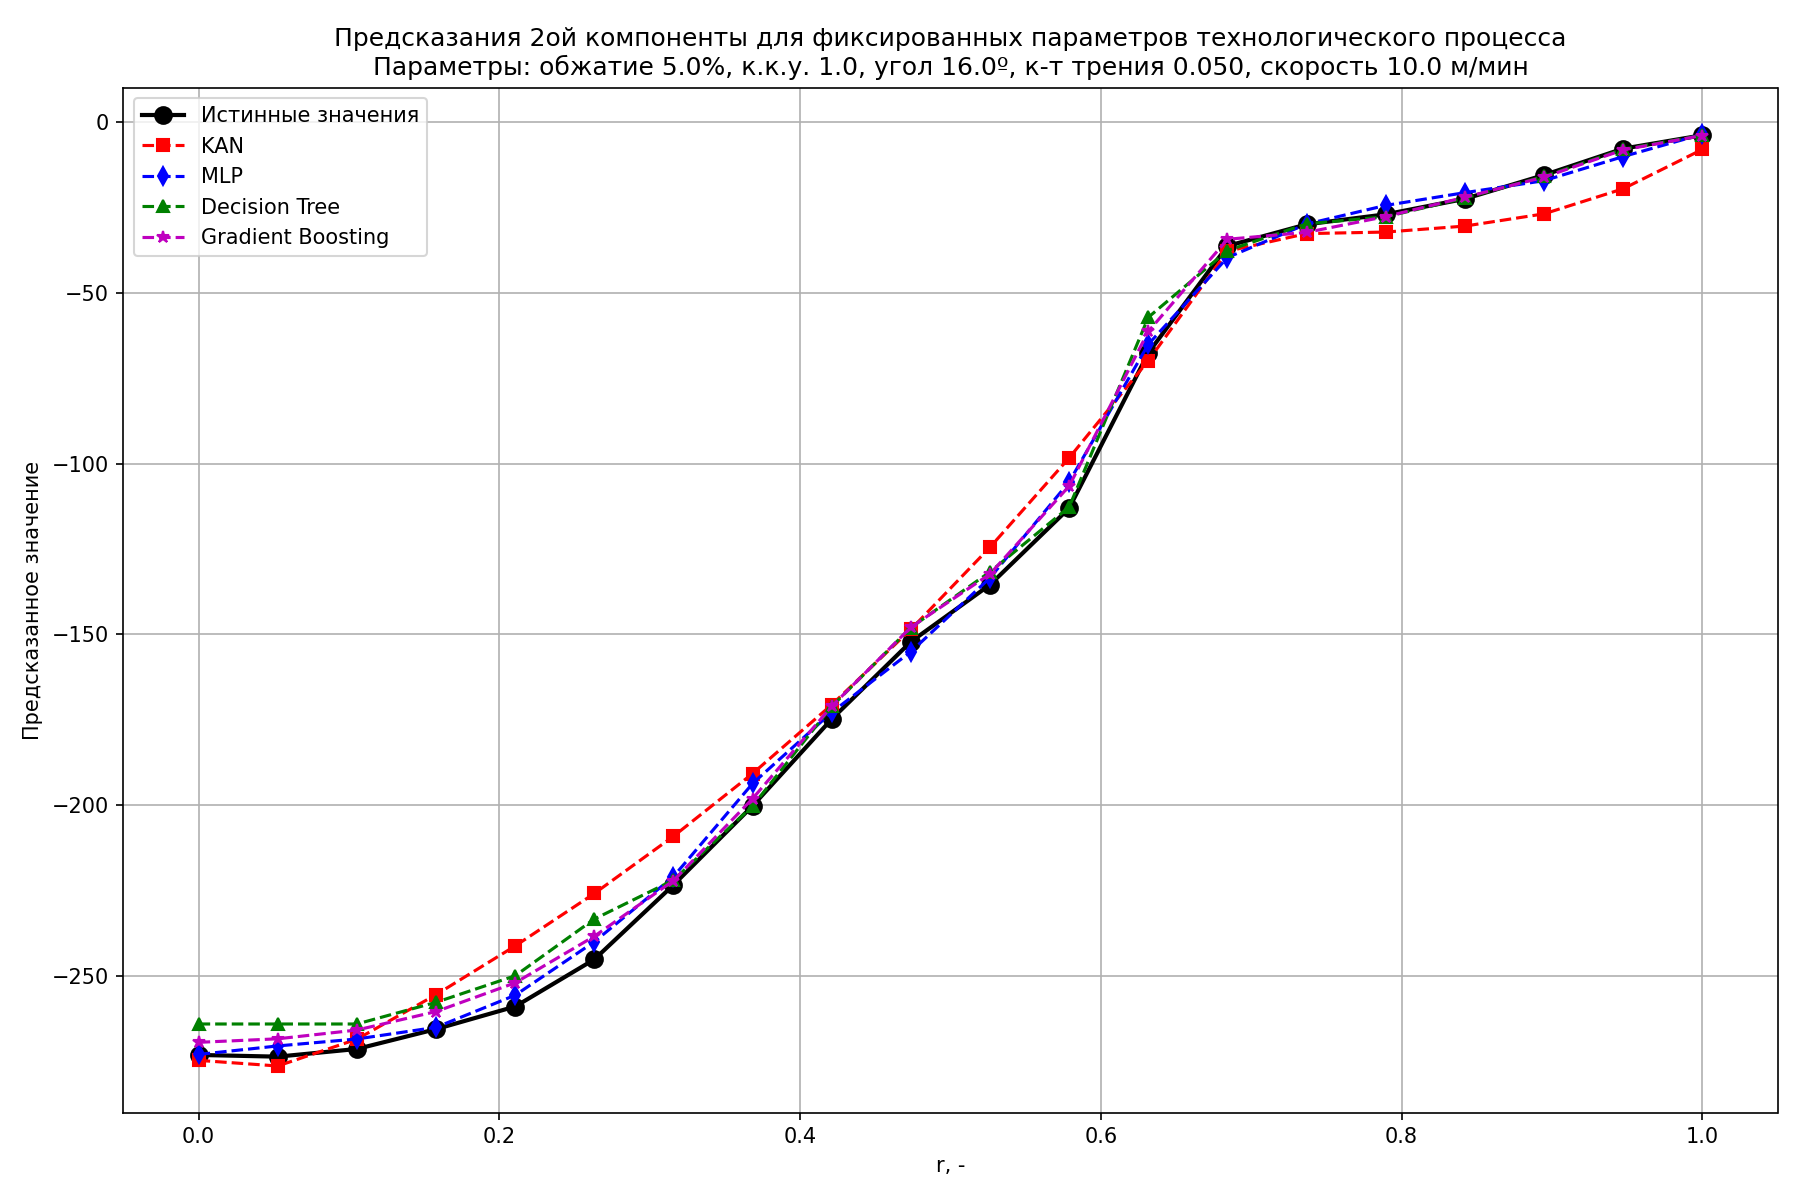 Предсказания 2ой компоненты для фиксированных параметров технологического процесса
Параметры: обжатие 5.0%, к.к.у. 1.0, угол 16.0º, к-т трения 0.050, скорость 10.0 м/мин
Истинные значения
KAN
MLP
Decision Tree
Gradient Boosting
Предсказанное значение
0
−50
−100
−150
−200
−250
0.0 0.2 0.4 0.6 0.8 1.0
r, -